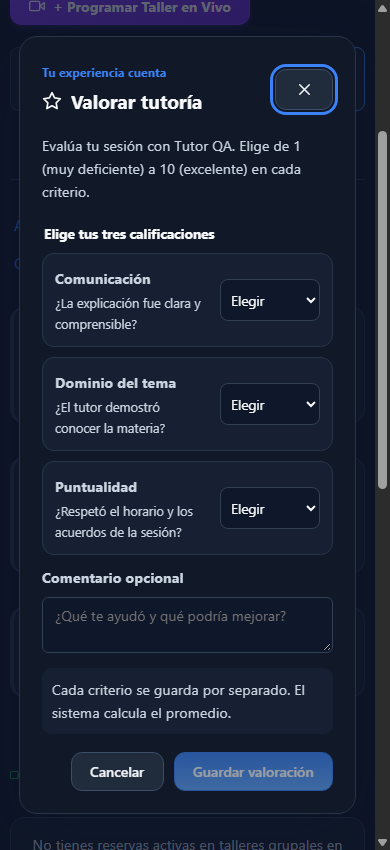 + Programar Taller en Vivo
Tu experiencia cuenta
Valorar tutoría
Evalúa tu sesión con Tutor QA. Elige de 1
(muy deficiente) a 10 (excelente) en cada
criterio.
Elige tus tres calificaciones
Comunicación
¿La explicación fue clara y
comprensible?
Elegir
Dominio del tema
¿El tutor demostró
conocer la materia?
Elegir
Puntualidad
¿Respetó el horario y los
acuerdos de la sesión?
Elegir
Comentario opcional
¿Qué te ayudó y qué podría mejorar?
Cada criterio se guarda por separado. El
sistema calcula el promedio.
Cancelar
Guardar valoración
No tienes reservas activas en talleres grupales en